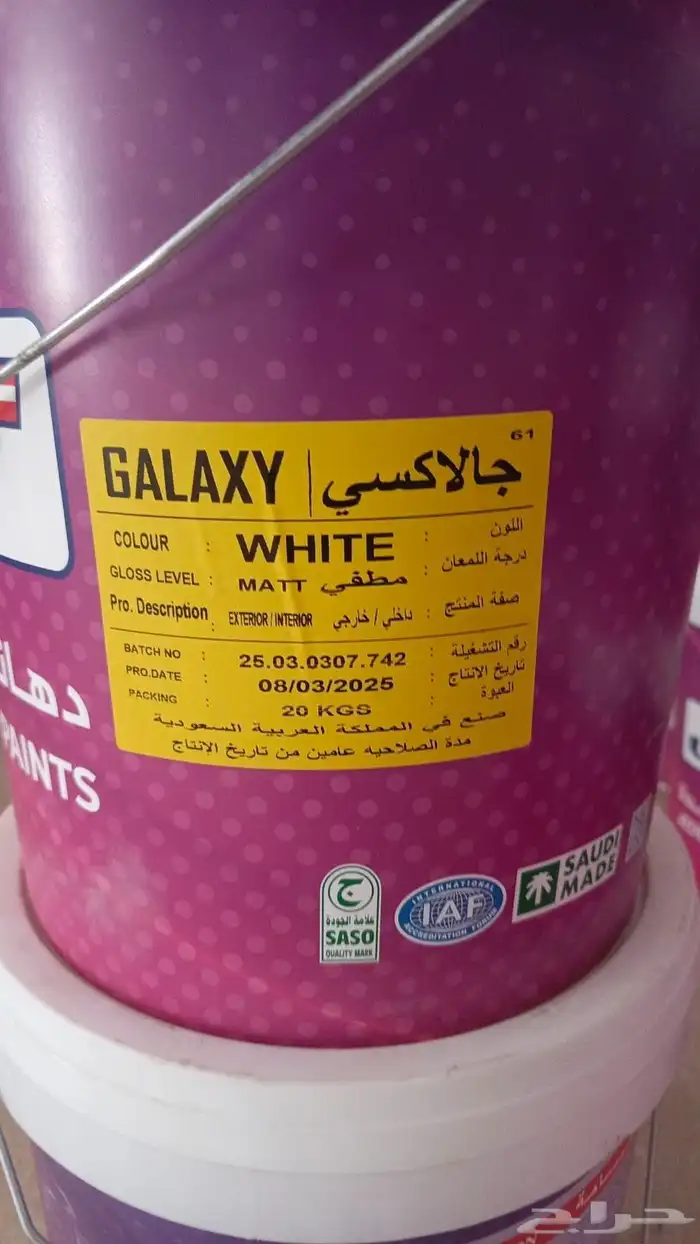 61
GALAXY | جالاكسي
COLOUR : WHITE : اللون
GLOSS LEVEL : MATT مطفي : درجة اللمعان
Pro. Description : EXTERIOR / INTERIOR داخلي / خارجي : صفة المنتج
BATCH NO : 25.03.0307.742 : رقم التشغيلة
PRO.DATE : 08/03/2025 : تاريخ الإنتاج
PACKING : 20 KGS : العبوة
صنع في المملكة العربية السعودية
مدة الصلاحيه عامين من تاريخ الإنتاج
PAINTS
علامة الجودة
SASO
QUALITY MARK
INTERNATIONAL
IAF
ACCREDITATION FORUM
SAUDI
MADE
حراج